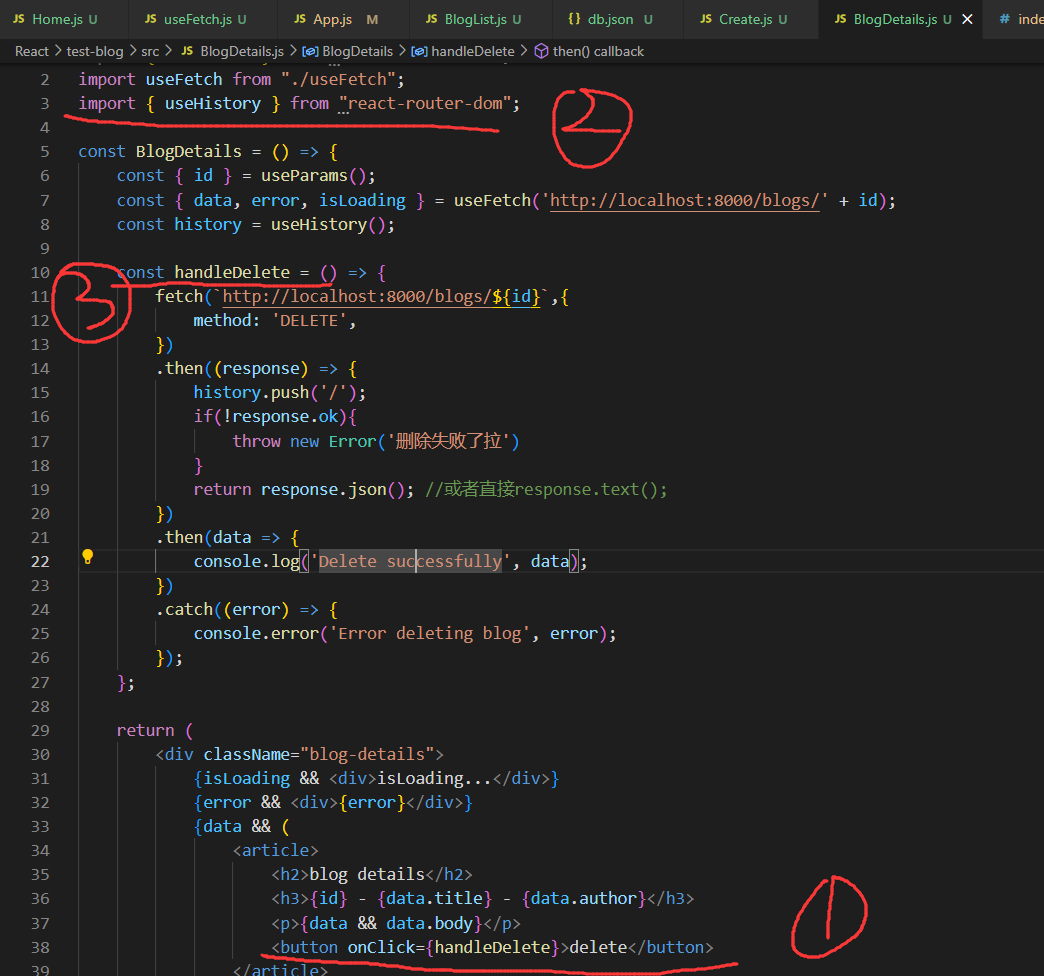 JS Home.js U JS useFetch.js U JS App.js M JS BlogList.js U {} db.json U JS Create.js U JS BlogDetails.js U × # inde
React > test-blog > src > JS BlogDetails.js > BlogDetails > handleDelete > then() callback
2 import useFetch from "./useFetch";
3 import { useHistory } from "react-router-dom";
②
4
5 const BlogDetails = () => {
6 const { id } = useParams();
7 const { data, error, isLoading } = useFetch('http://localhost:8000/blogs/' + id);
8 const history = useHistory();
9
10 const handleDelete = () => {
③
11 fetch(`http://localhost:8000/blogs/${id}`,{
12 method: 'DELETE',
13 })
14 .then((response) => {
15 history.push('/');
16 if(!response.ok){
17 throw new Error('删除失败了拉')
18 }
19 return response.json(); //或者直接response.text();
20 })
21 .then(data => {
22 console.log('Delete successfully', data);
23 })
24 .catch((error) => {
25 console.error('Error deleting blog', error);
26 });
27 };
28
29 return (
30 <div className="blog-details">
31 {isLoading && <div>isLoading...</div>}
32 {error && <div>{error}</div>}
33 {data && (
34 <article>
35 <h2>blog details</h2>
36 <h3>{id} - {data.title} - {data.author}</h3>
37 <p>{data && data.body}</p>
①
38 <button onClick={handleDelete}>delete</button>
39 </article>